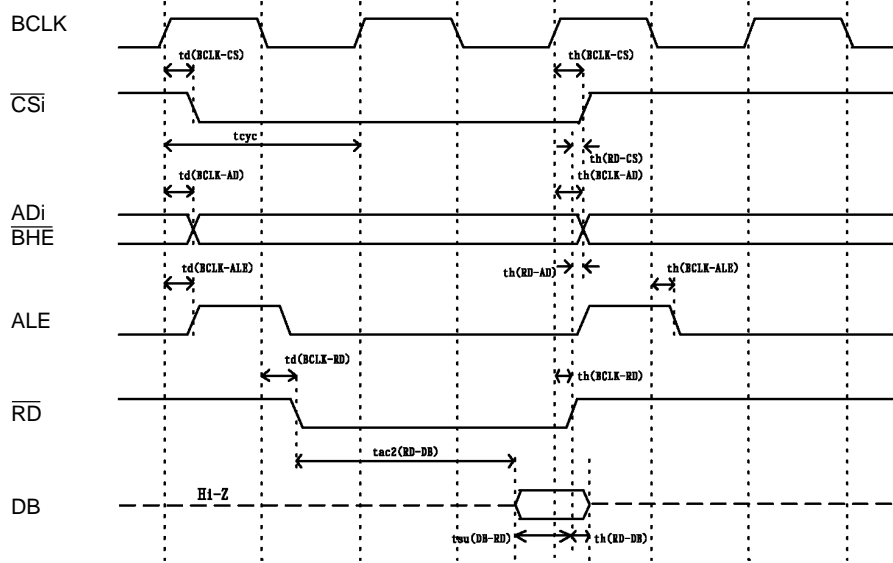 BCLK
td(BCLK-CS)
th(BCLK-CS)
CSi
tcyc
th(RD-CS)
td(BCLK-AD)
th(BCLK-AD)
ADi
BHE
td(BCLK-ALE)
th(RD-AD)
th(BCLK-ALE)
ALE
td(BCLK-RD)
th(BCLK-RD)
RD
tac2(RD-DB)
Hi-Z
DB
tsu(DB-RD)
th(RD-DB)